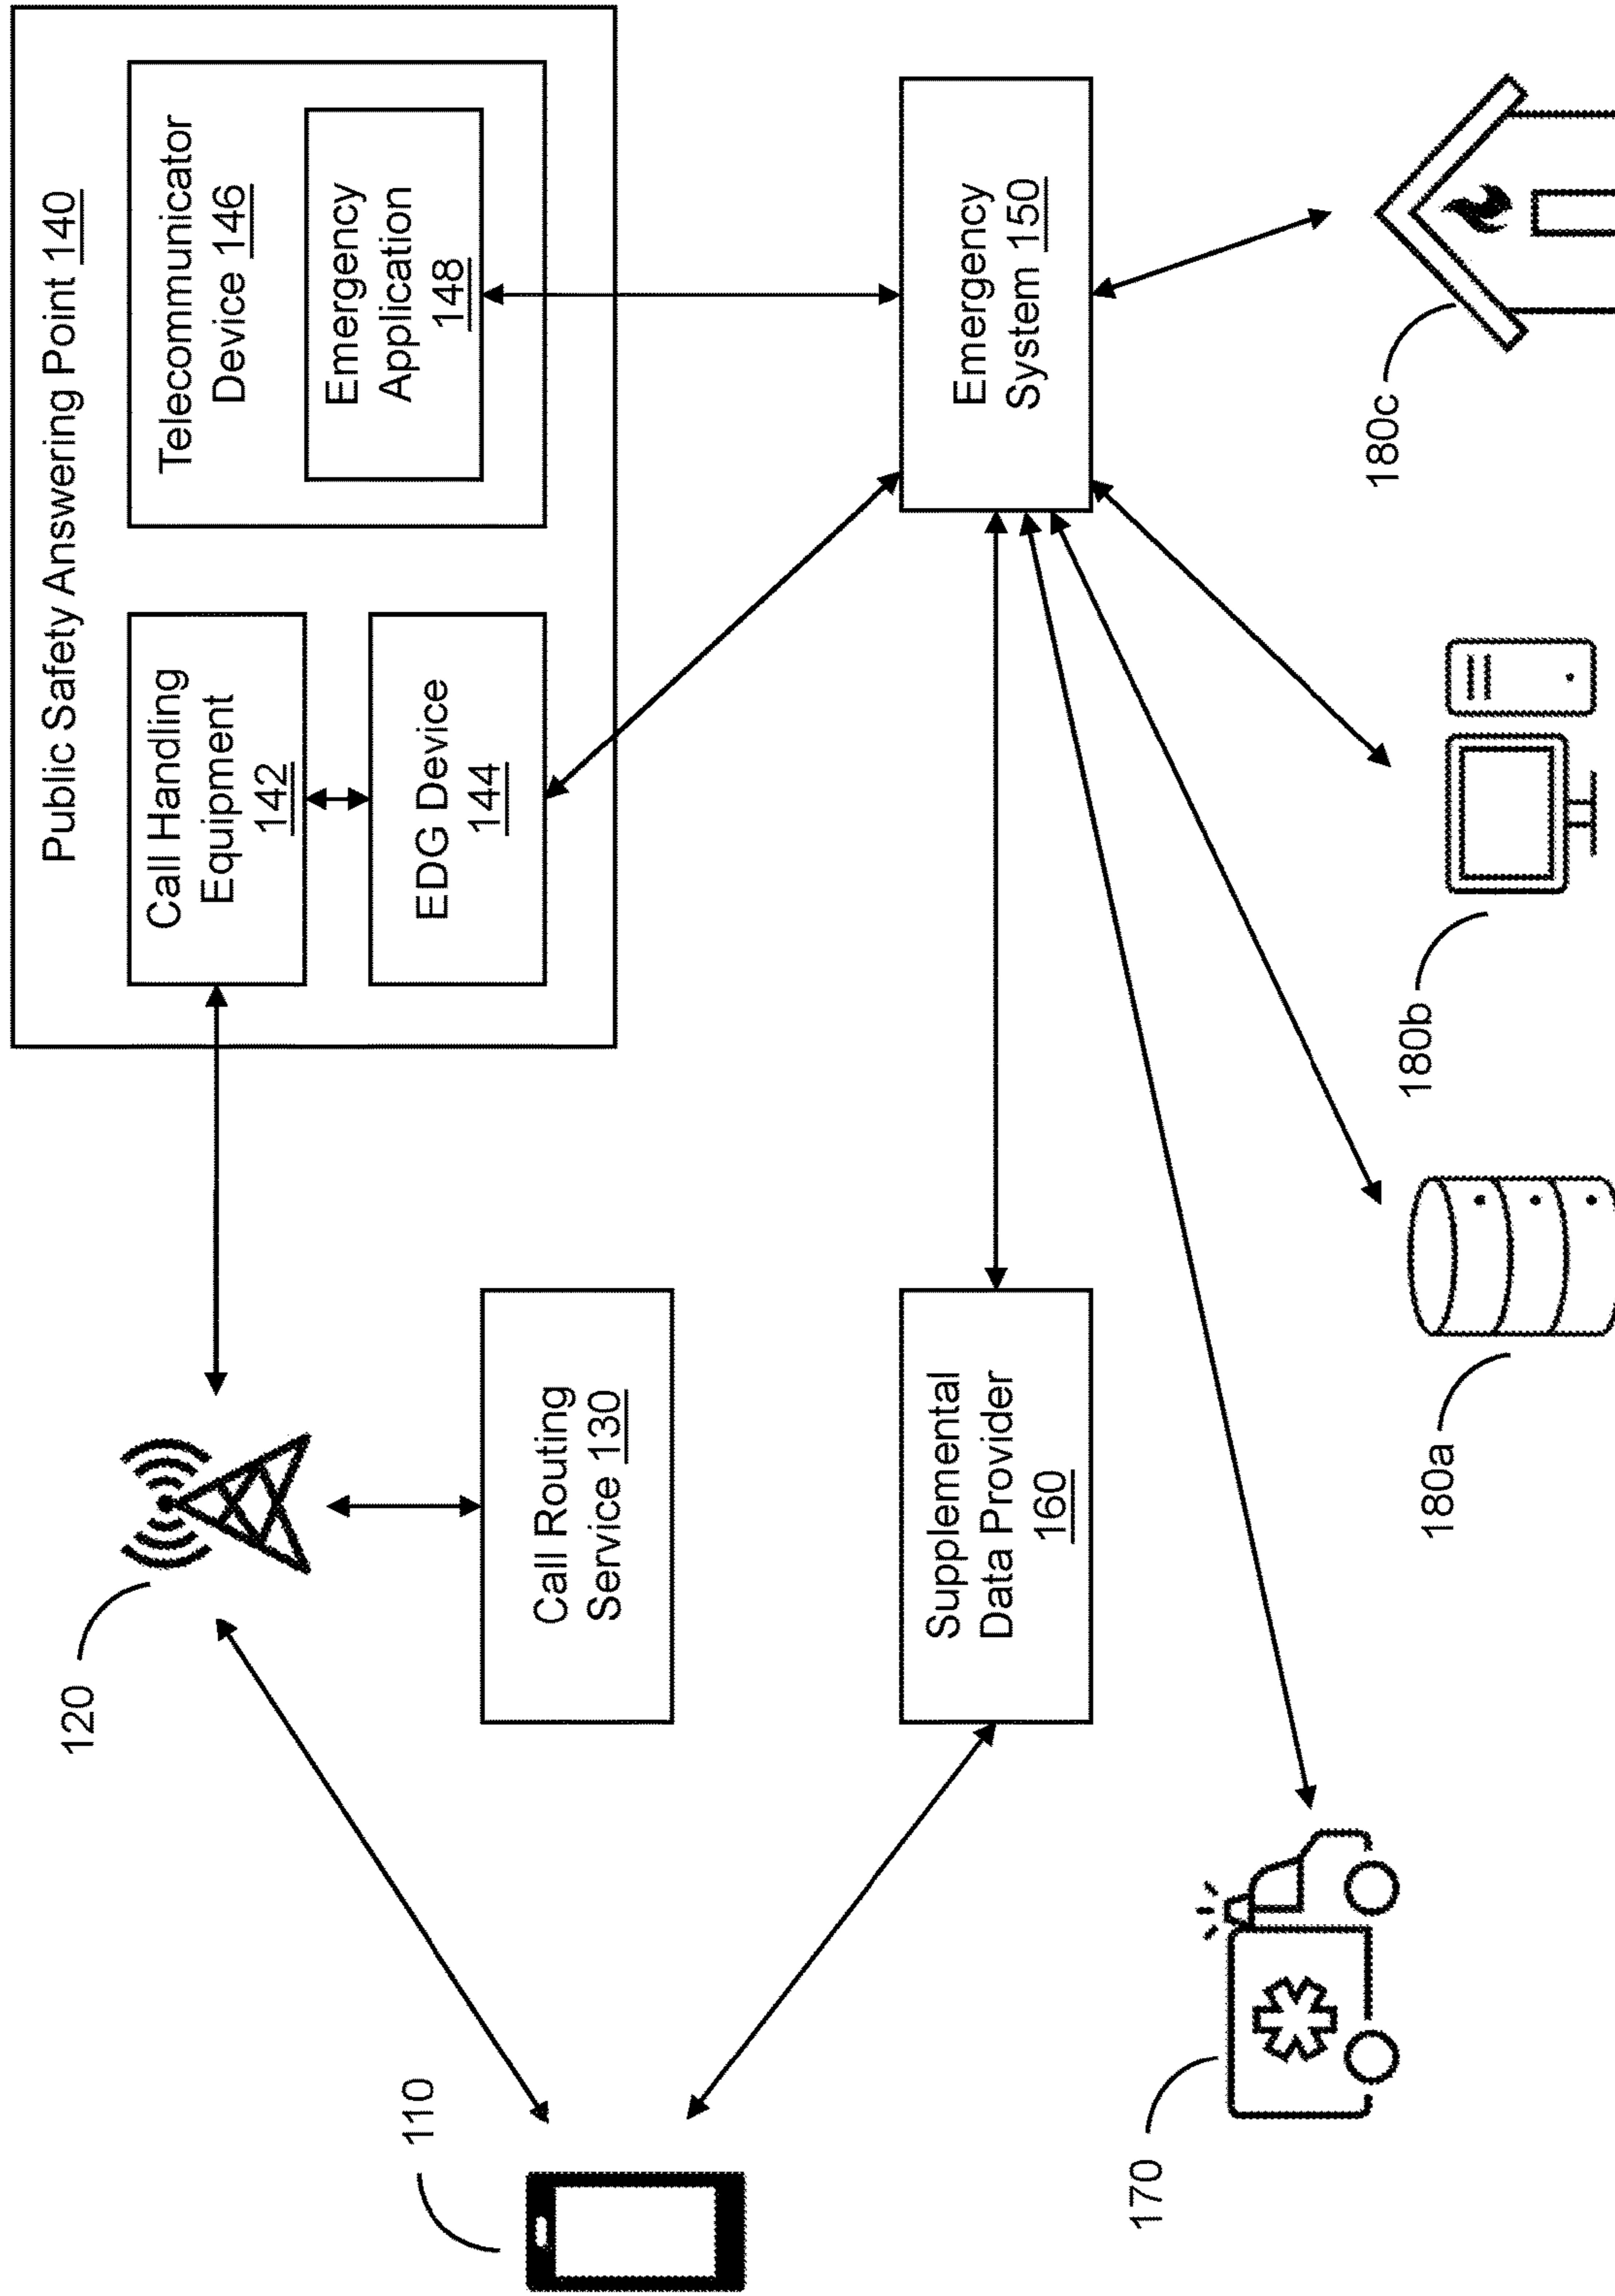 Public Safety Answering Point 140
Call Handling
Equipment
142
Telecommunicator
Device 146
Emergency
Application
148
EDG Device
144
120
110
Call Routing
Service 130
Supplemental
Data Provider
160
Emergency
System 150
170
180a
180b
180c